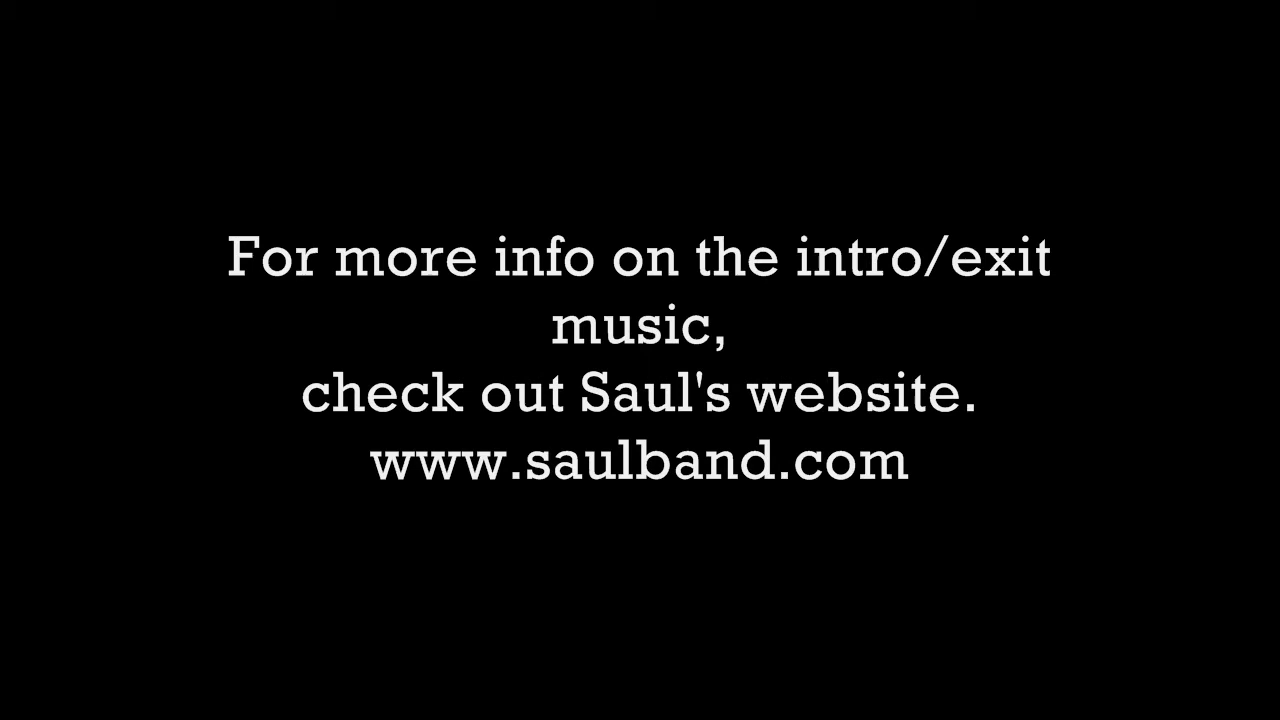 For more info on the intro/exit
music,
check out Saul's website.
www.saulband.com